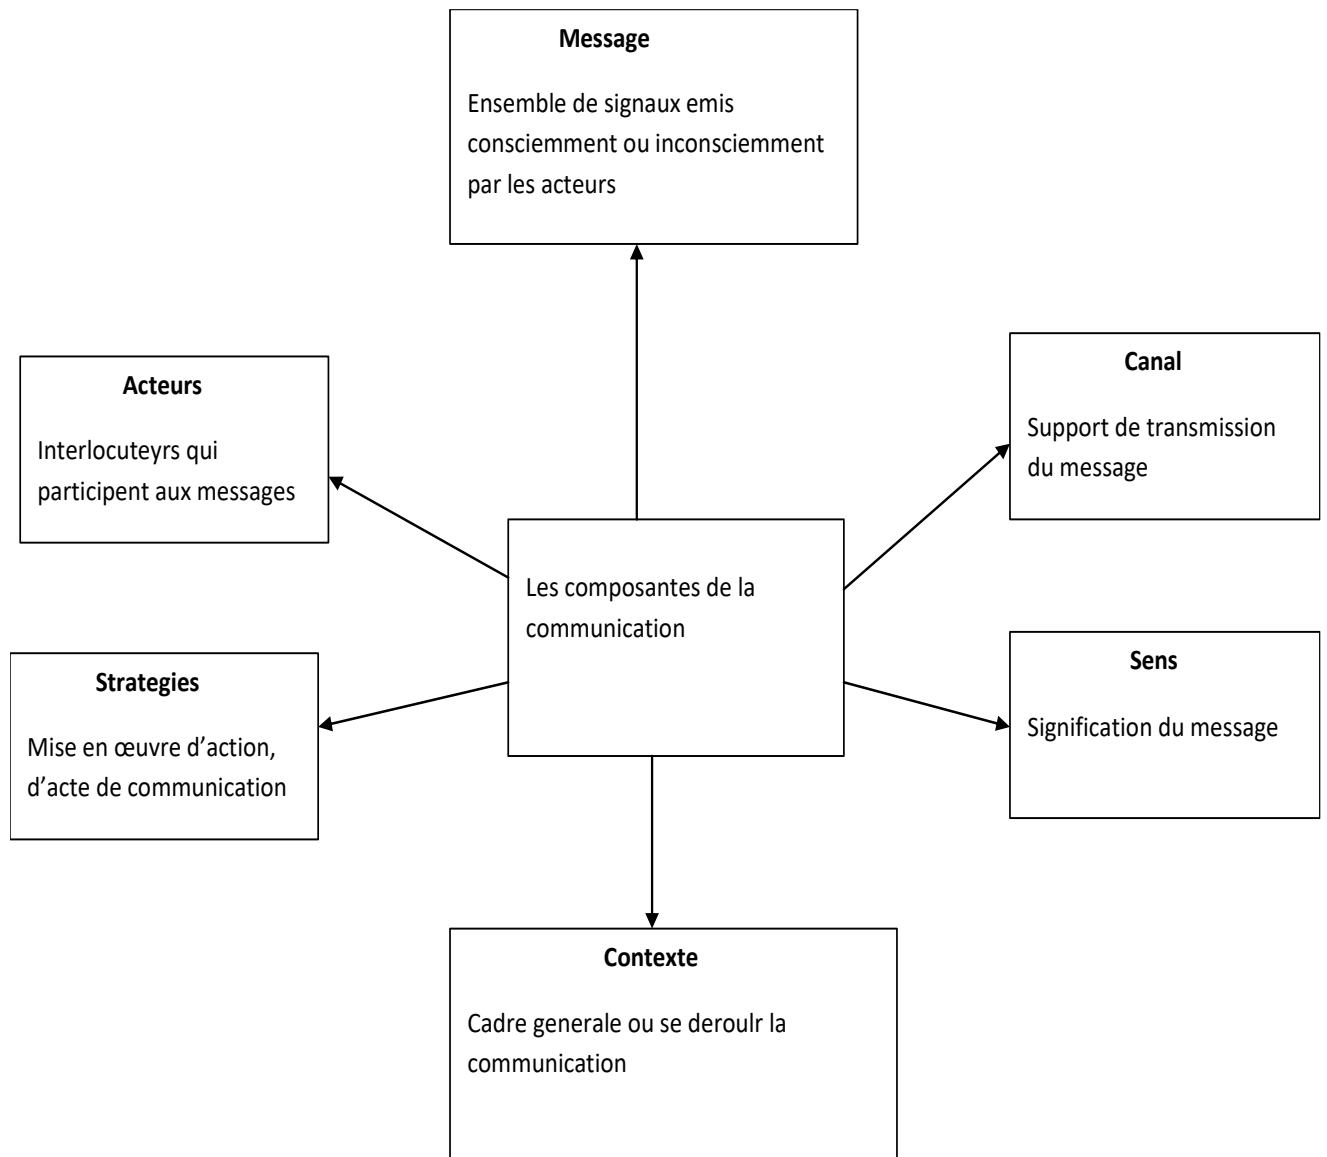 Message
Ensemble de signaux emis
consciemment ou inconsciemment
par les acteurs
Acteurs
Interlocuteyrs qui
participent aux messages
Canal
Support de transmission
du message
Les composantes de la
communication
Strategies
Mise en œuvre d’action,
d’acte de communication
Sens
Signification du message
Contexte
Cadre generale ou se deroulr la
communication